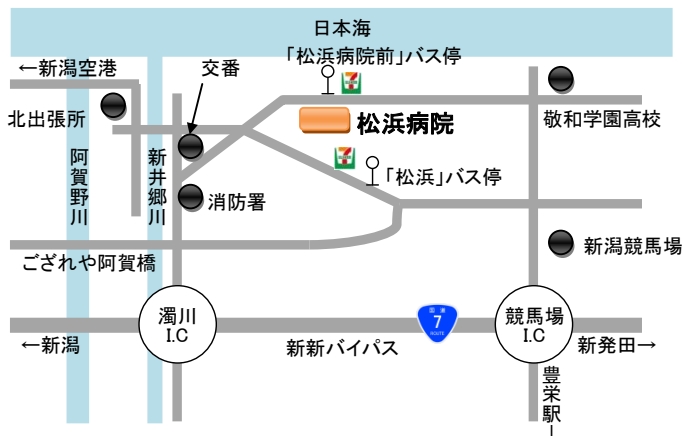 日本海
「松浜病院前」バス停
←新潟空港
交番
北出張所
松浜病院
敬和学園高校
阿賀野川
新井郷川
「松浜」バス停
消防署
新潟競馬場
ござれや阿賀橋
濁川
I.C
国道
7
ROUTE
競馬場
I.C
←新潟
新新バイパス
新発田→
豊栄駅